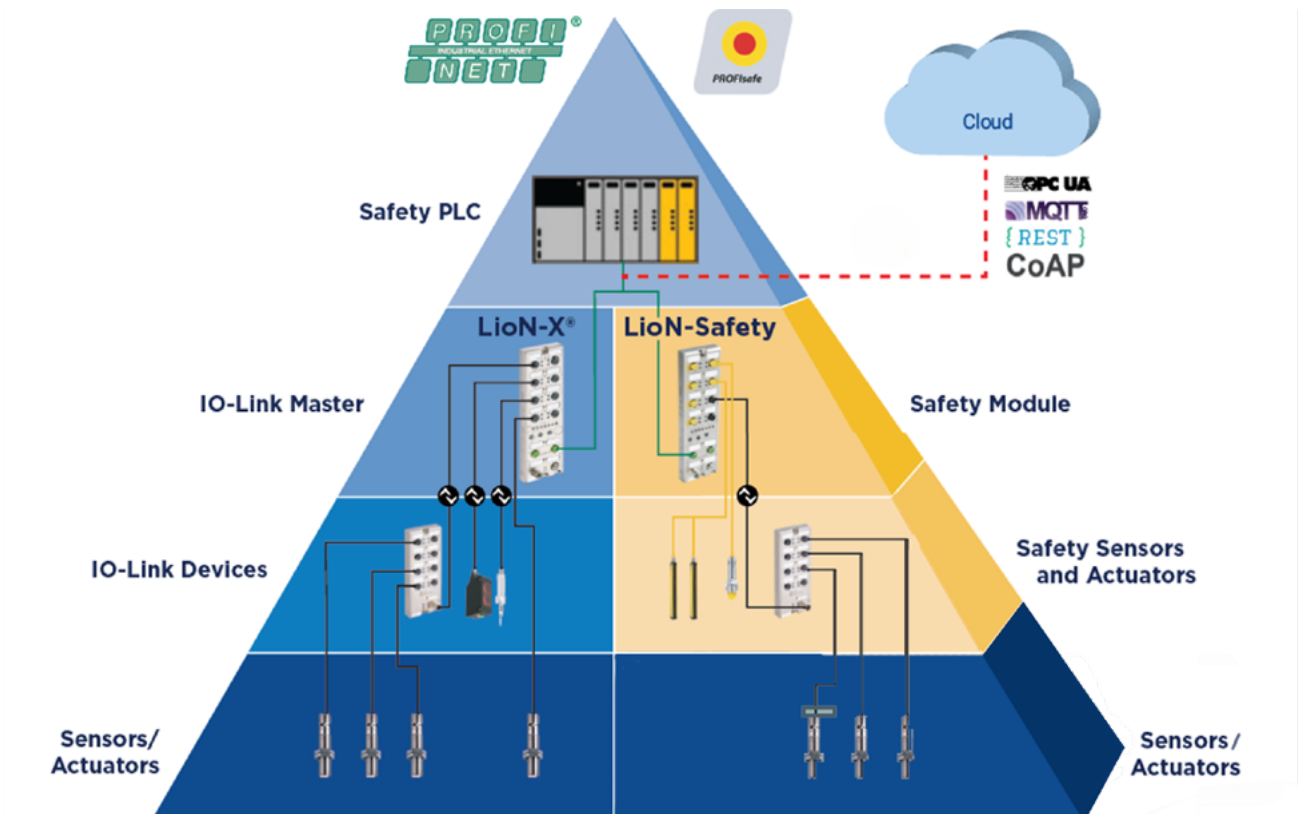 PROFI®
INDUSTRIAL ETHERNET
NET
PROFIsafe
Cloud
OPC UA
MQTT
{REST}
CoAP
Safety PLC
LioN-X®
LioN-Safety
IO-Link Master
Safety Module
IO-Link Devices
Safety Sensors
and Actuators
Sensors/
Actuators
Sensors/
Actuators